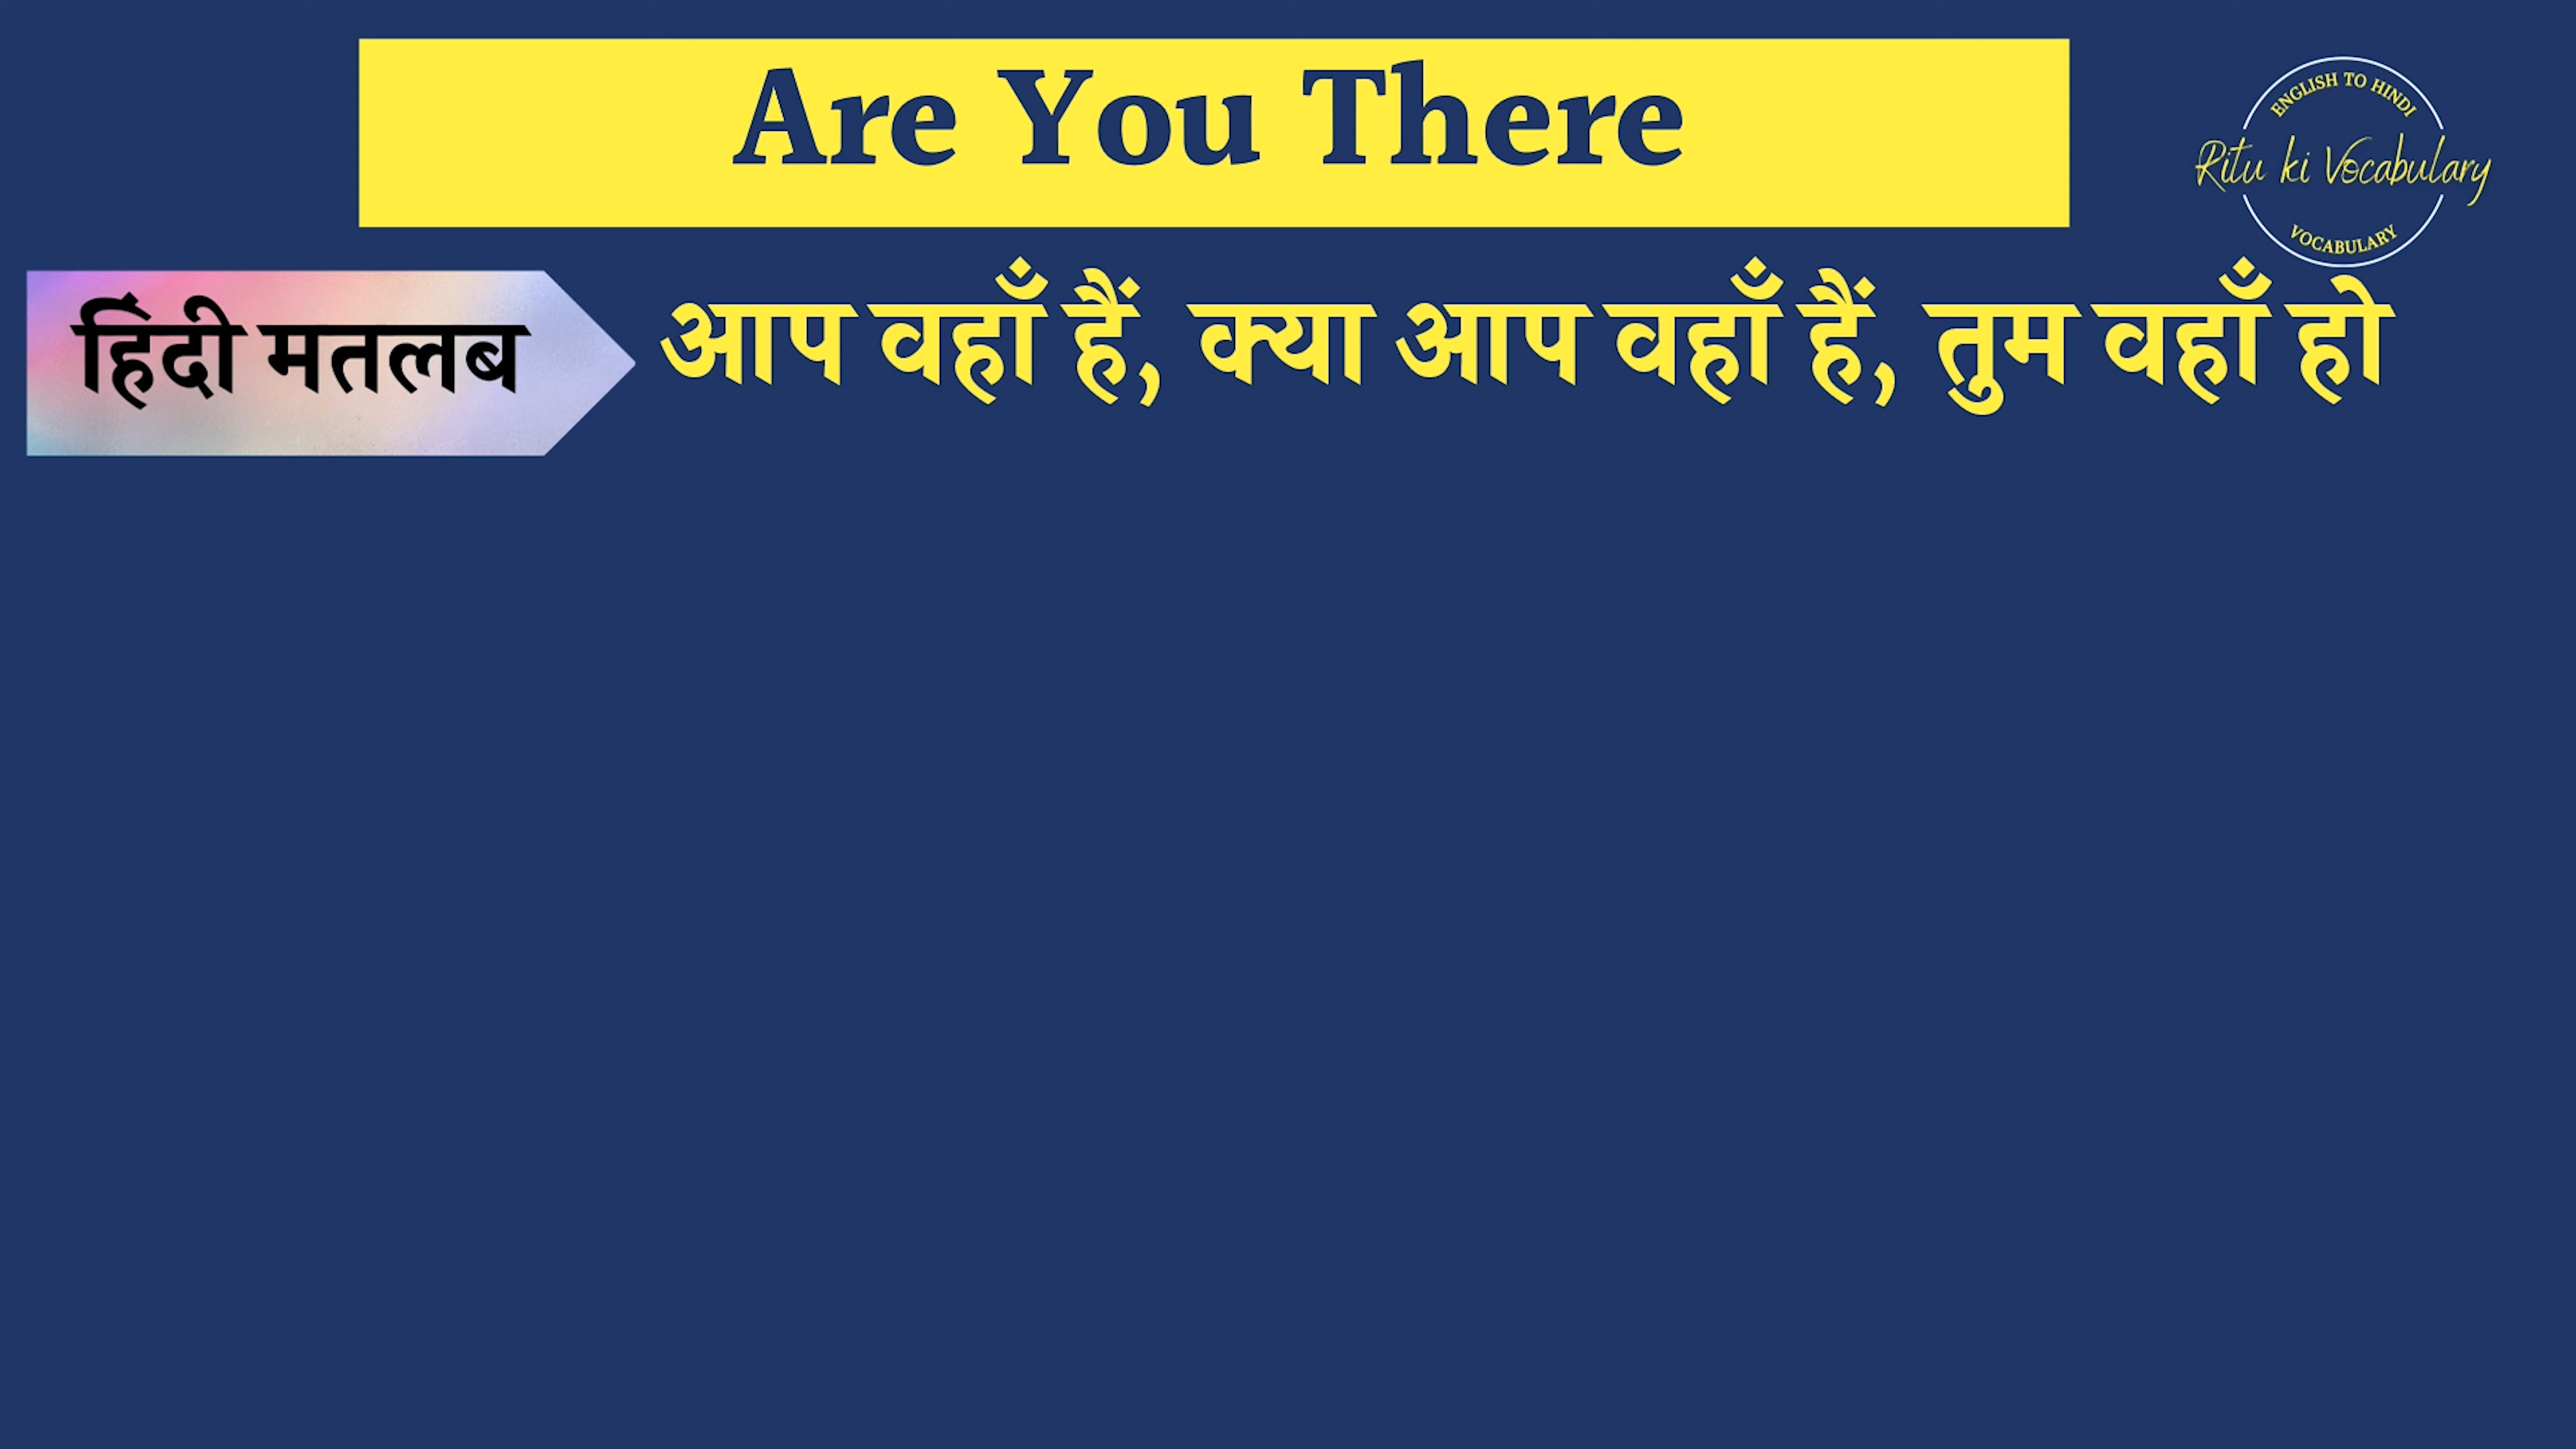 Are You There
ENGLISH TO HINDI
Ritu ki Vocabulary
VOCABULARY
हिंदी मतलब
आप वहाँ हैं, क्या आप वहाँ हैं, तुम वहाँ हो